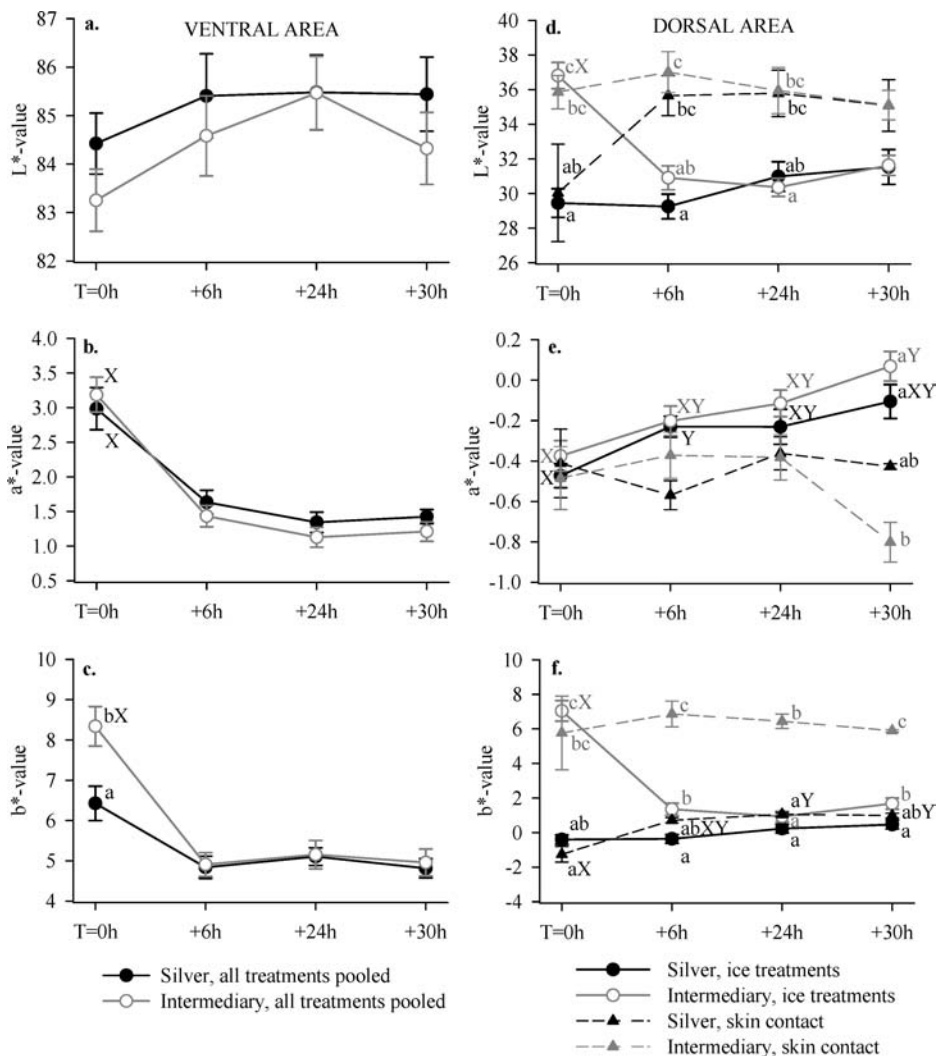 a.
VENTRAL AREA
87
86
85
84
83
82
L*-value
T=0h +6h +24h +30h
b.
4.0
3.5
3.0
2.5
2.0
1.5
1.0
0.5
a*-value
X
X
T=0h +6h +24h +30h
c.
10
9
8
7
6
5
4
b*-value
bX
a
T=0h +6h +24h +30h
Silver, all treatments pooled
Intermediary, all treatments pooled
d.
DORSAL AREA
40
38
36
34
32
30
28
26
L*-value
cX c bc
bc bc bc
ab ab ab
a a a
T=0h +6h +24h +30h
e.
0.2
0.0
-0.2
-0.4
-0.6
-0.8
-1.0
a*-value
aY
XY XY aXY
XY
X Y
X ab
b
T=0h +6h +24h +30h
f.
10
8
6
4
2
0
-2
-4
b*-value
cX c b c
bc
b aY b
ab abXY a abY
aX a a a
T=0h +6h +24h +30h
Silver, ice treatments
Intermediary, ice treatments
Silver, skin contact
Intermediary, skin contact